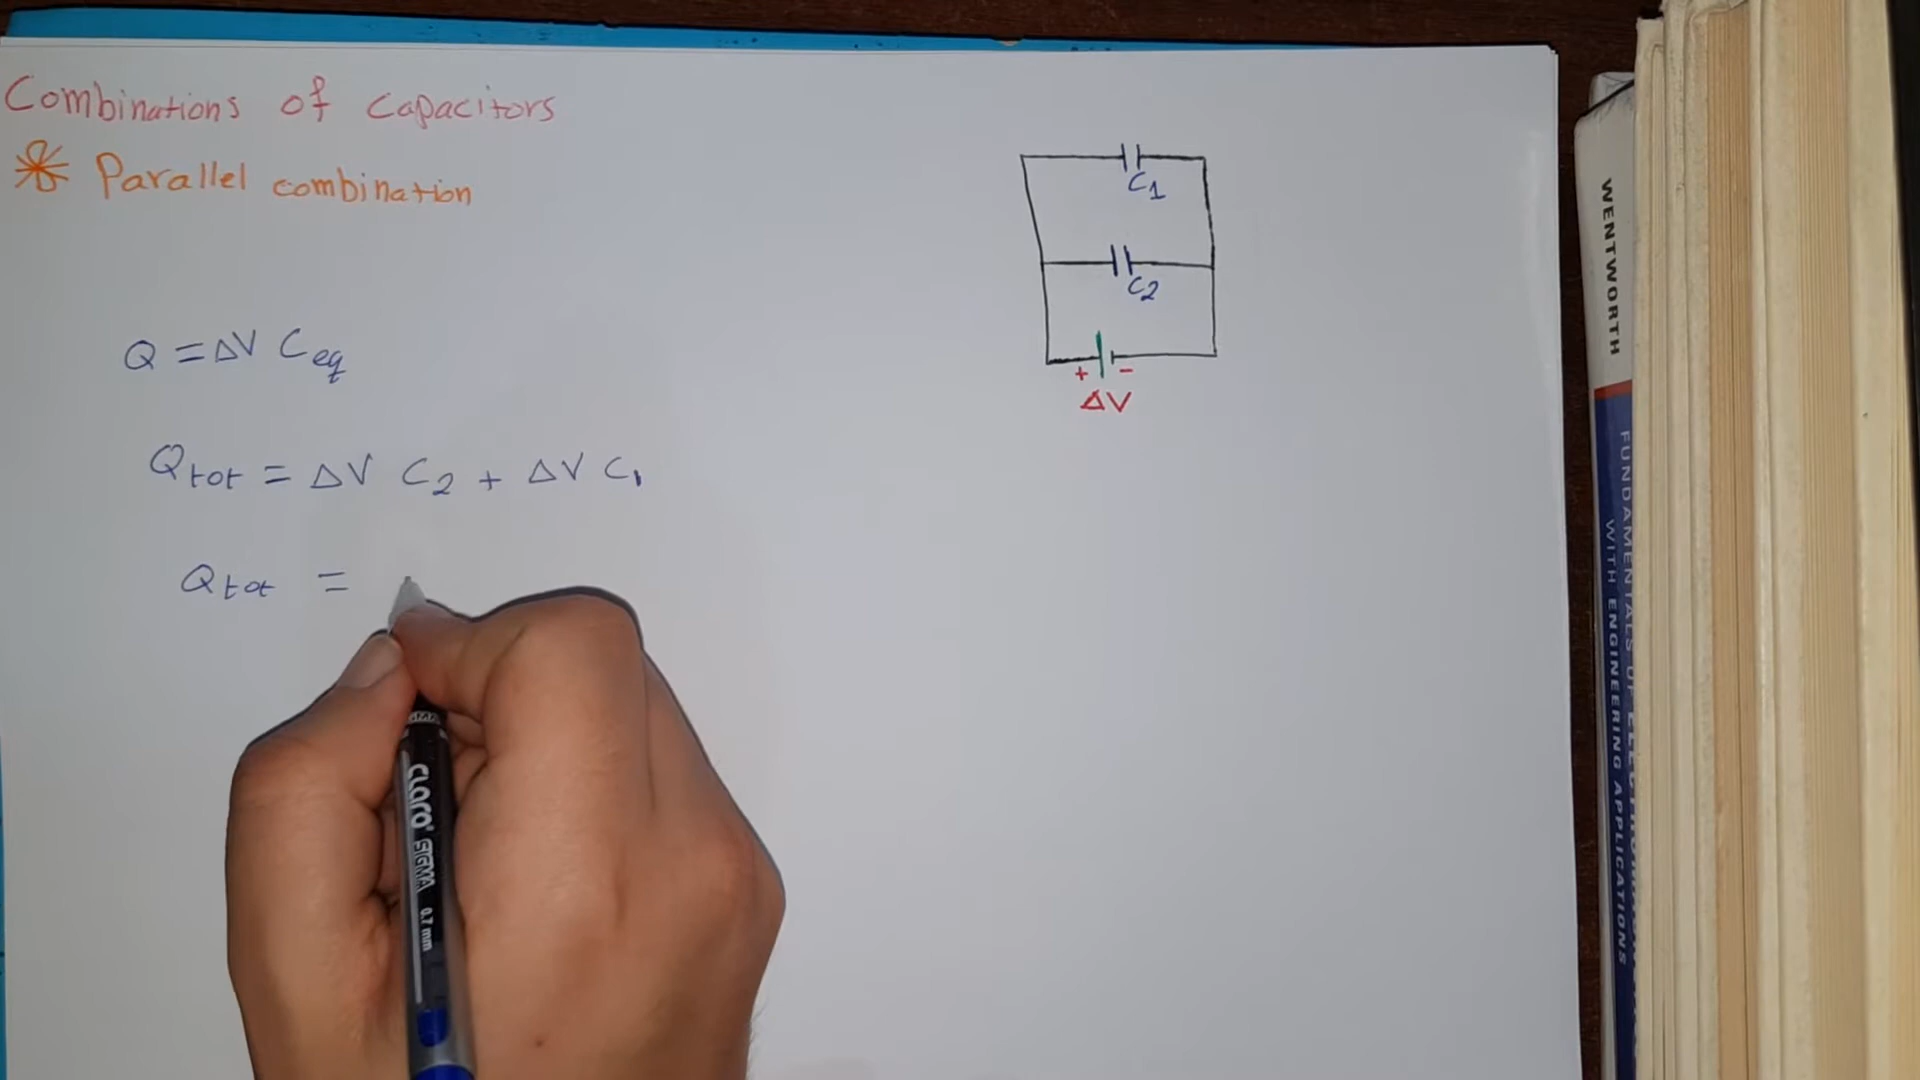 Combinations of capacitors
* Parallel combination
Q = ΔV Ceq
Qtot = ΔV C2 + ΔV C1
Qtot =
C1
C2
+ -
ΔV
CLARO SIGMA 0.7 mm
WENTWORTH
FUNDAMENTALS OF
WITH ENGINEERING APPLICATIONS